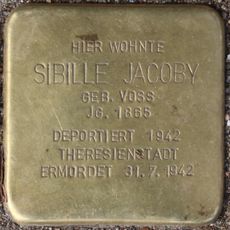 HIER WOHNTE
SIBILLE JACOBY
GEB. VOSS
JG. 1865
DEPORTIERT 1942
THERESIENSTADT
ERMORDET 31.7.1942